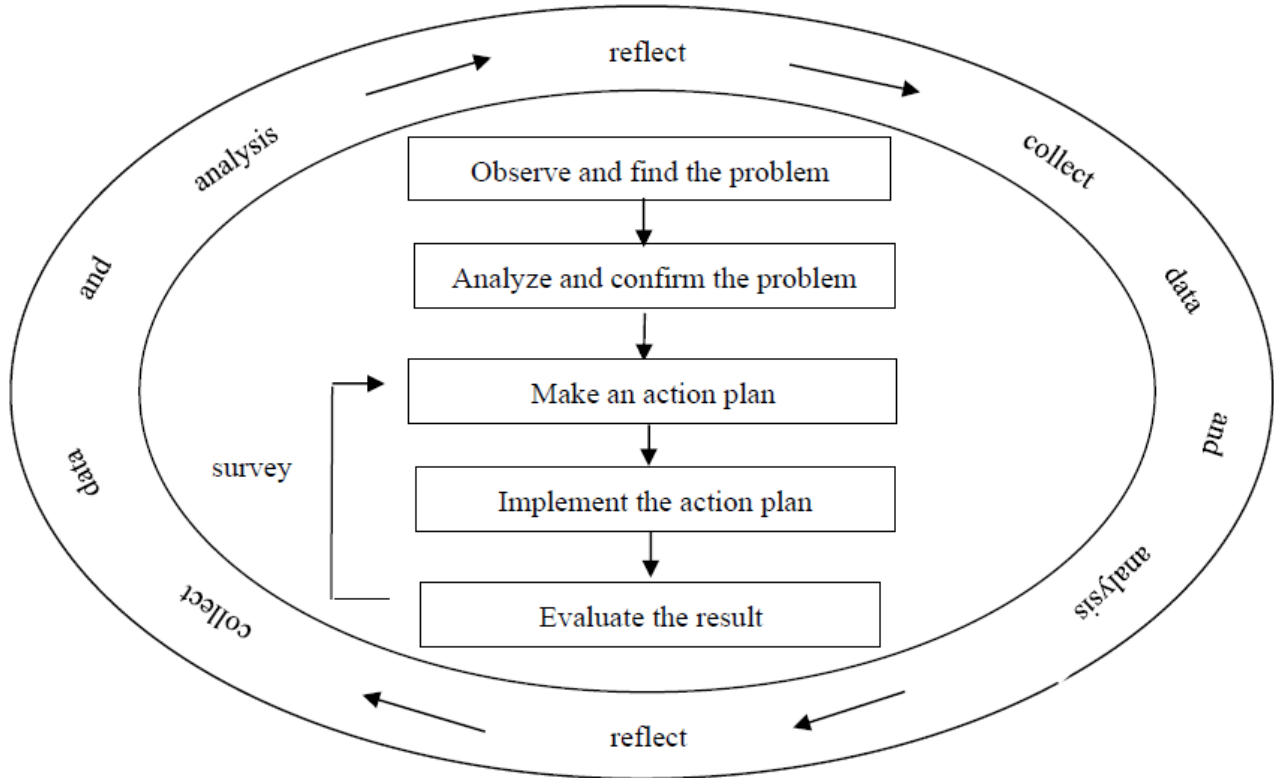 reflect
collect
data
and
analysis
reflect
collect
data
and
analysis
Observe and find the problem
Analyze and confirm the problem
Make an action plan
survey
Implement the action plan
Evaluate the result